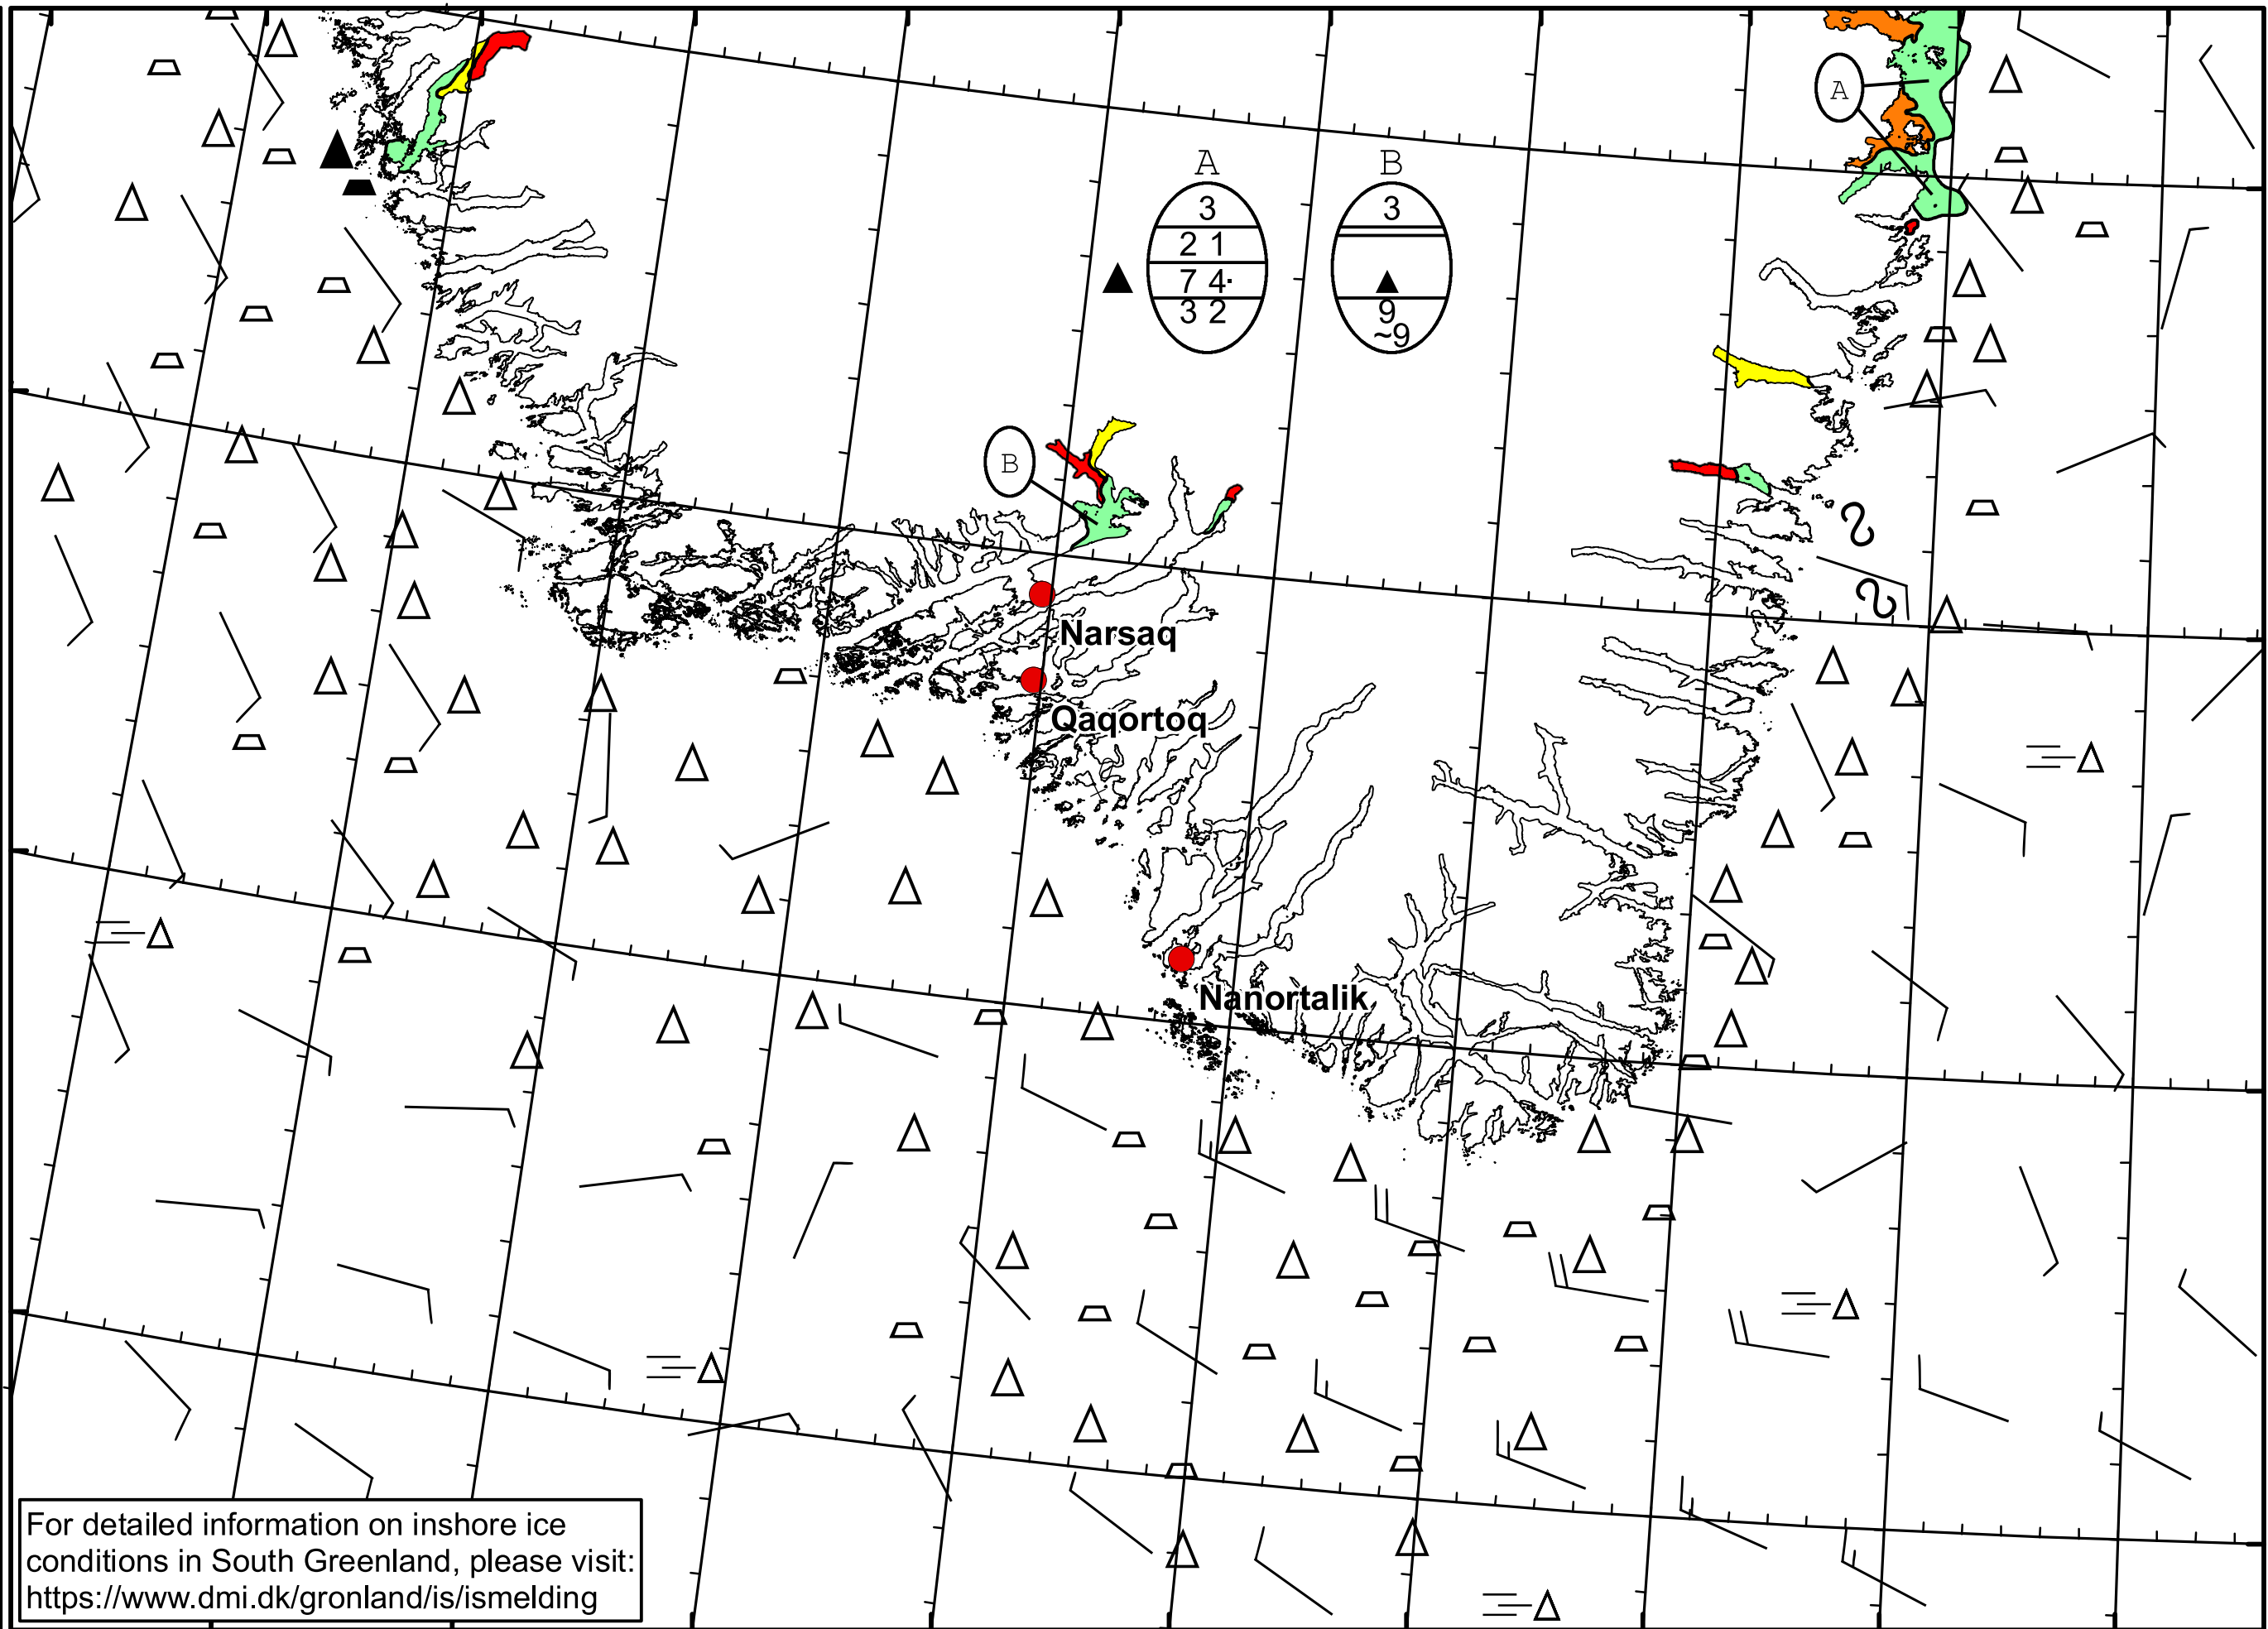 A
A B
3 3
2 1
7 4·
3 2 9
~9
B
Narsaq
Qaqortoq
Nanortalik
For detailed information on inshore ice
conditions in South Greenland, please visit:
https://www.dmi.dk/gronland/is/ismelding